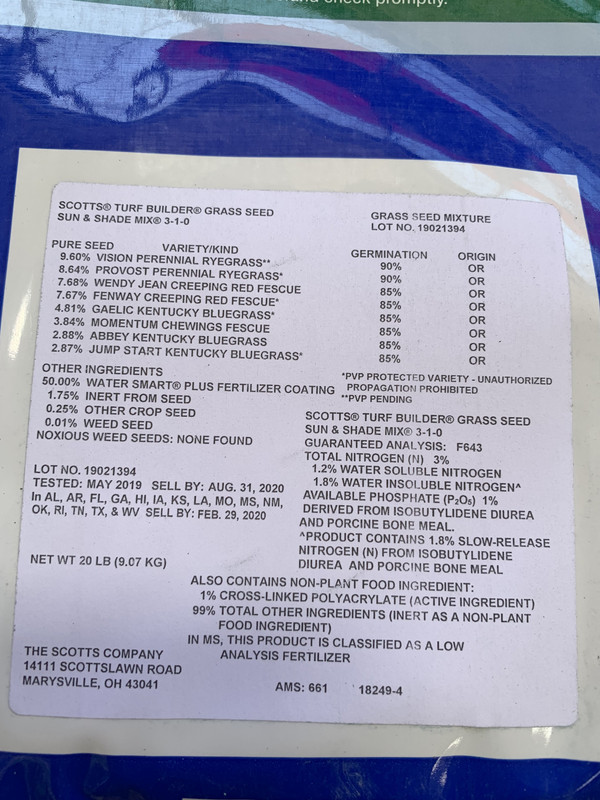 and check promptly.
SCOTTS® TURF BUILDER® GRASS SEED
SUN & SHADE MIX® 3-1-0
GRASS SEED MIXTURE
LOT NO. 19021394
PURE SEED VARIETY/KIND GERMINATION ORIGIN
9.60% VISION PERENNIAL RYEGRASS** 90% OR
8.64% PROVOST PERENNIAL RYEGRASS* 90% OR
7.68% WENDY JEAN CREEPING RED FESCUE 85% OR
7.67% FENWAY CREEPING RED FESCUE* 85% OR
4.81% GAELIC KENTUCKY BLUEGRASS* 85% OR
3.84% MOMENTUM CHEWINGS FESCUE 85% OR
2.88% ABBEY KENTUCKY BLUEGRASS 85% OR
2.87% JUMP START KENTUCKY BLUEGRASS* 85% OR
OTHER INGREDIENTS
50.00% WATER SMART® PLUS FERTILIZER COATING
1.75% INERT FROM SEED
0.25% OTHER CROP SEED
0.01% WEED SEED
NOXIOUS WEED SEEDS: NONE FOUND
*PVP PROTECTED VARIETY - UNAUTHORIZED
PROPAGATION PROHIBITED
**PVP PENDING
LOT NO. 19021394
TESTED: MAY 2019 SELL BY: AUG. 31, 2020
In AL, AR, FL, GA, HI, IA, KS, LA, MO, MS, NM,
OK, RI, TN, TX, & WV SELL BY: FEB. 29, 2020
NET WT 20 LB (9.07 KG)
SCOTTS® TURF BUILDER® GRASS SEED
SUN & SHADE MIX® 3-1-0
GUARANTEED ANALYSIS: F643
TOTAL NITROGEN (N) 3%
1.2% WATER SOLUBLE NITROGEN
1.8% WATER INSOLUBLE NITROGEN^
AVAILABLE PHOSPHATE (P₂O₅) 1%
DERIVED FROM ISOBUTYLIDENE DIUREA
AND PORCINE BONE MEAL.
^PRODUCT CONTAINS 1.8% SLOW-RELEASE
NITROGEN (N) FROM ISOBUTYLIDENE
DIUREA AND PORCINE BONE MEAL
ALSO CONTAINS NON-PLANT FOOD INGREDIENT:
1% CROSS-LINKED POLYACRYLATE (ACTIVE INGREDIENT)
99% TOTAL OTHER INGREDIENTS (INERT AS A NON-PLANT
FOOD INGREDIENT)
IN MS, THIS PRODUCT IS CLASSIFIED AS A LOW
ANALYSIS FERTILIZER
THE SCOTTS COMPANY
14111 SCOTTSLAWN ROAD
MARYSVILLE, OH 43041
AMS: 661 18249-4